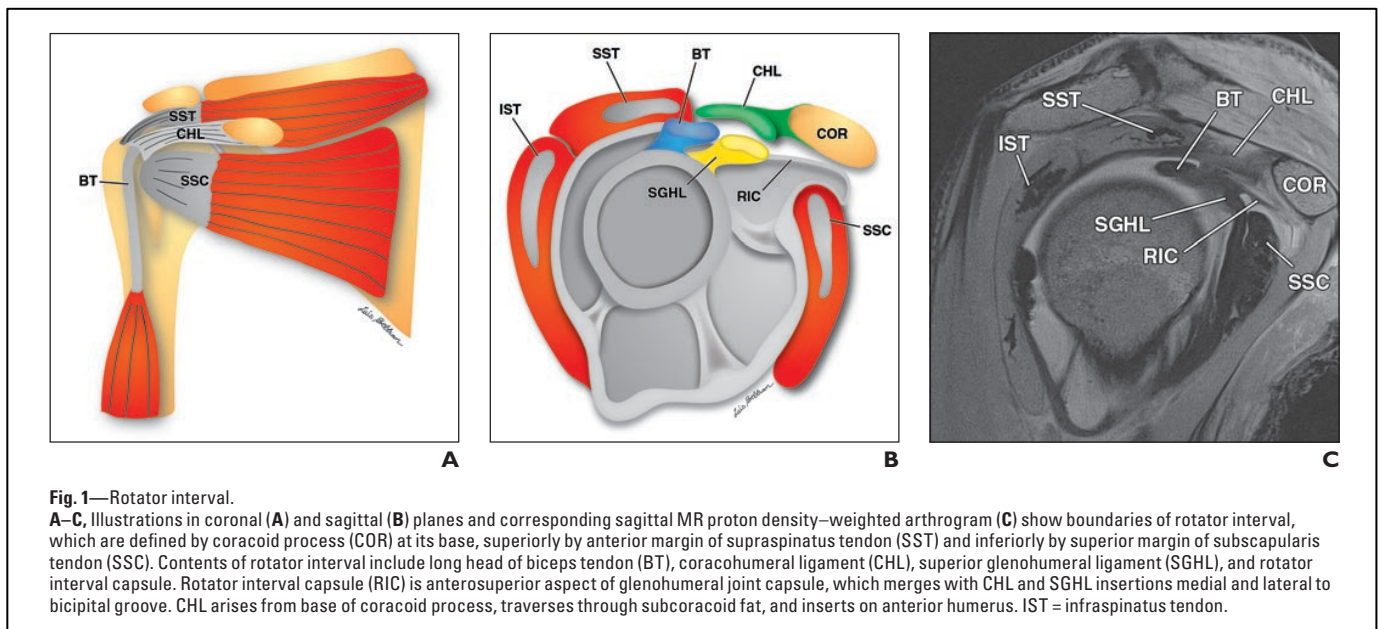 SST
CHL
BT
SSC
Luis Beltran
A
SST
BT
CHL
IST
COR
SGHL
RIC
SSC
Luis Beltran
B
SST
BT
CHL
IST
COR
SGHL
RIC
SSC
C
Fig. 1—Rotator interval.
A–C, Illustrations in coronal (A) and sagittal (B) planes and corresponding sagittal MR proton density–weighted arthrogram (C) show boundaries of rotator interval,
which are defined by coracoid process (COR) at its base, superiorly by anterior margin of supraspinatus tendon (SST) and inferiorly by superior margin of subscapularis
tendon (SSC). Contents of rotator interval include long head of biceps tendon (BT), coracohumeral ligament (CHL), superior glenohumeral ligament (SGHL), and rotator
interval capsule. Rotator interval capsule (RIC) is anterosuperior aspect of glenohumeral joint capsule, which merges with CHL and SGHL insertions medial and lateral to
bicipital groove. CHL arises from base of coracoid process, traverses through subcoracoid fat, and inserts on anterior humerus. IST = infraspinatus tendon.